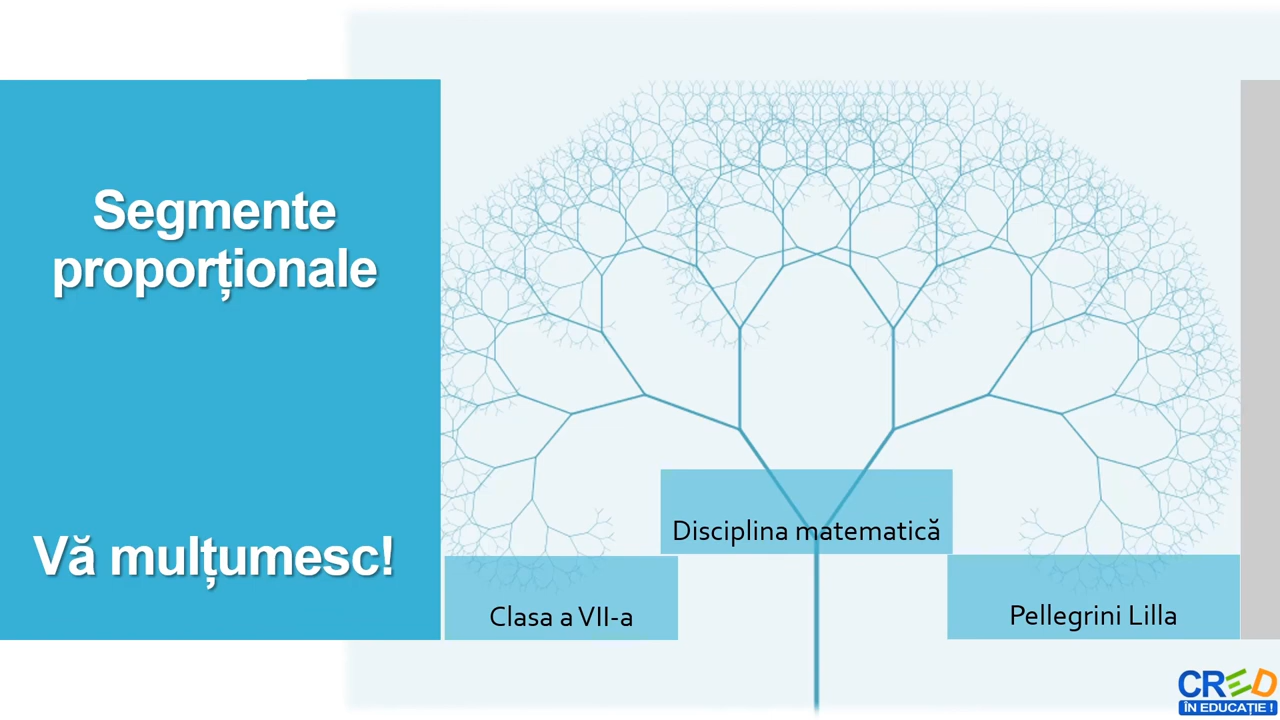 Segmente
proporționale
Vă mulțumesc!
Disciplina matematică
Clasa a VII-a
Pellegrini Lilla
CRED
ÎN EDUCAȚIE !